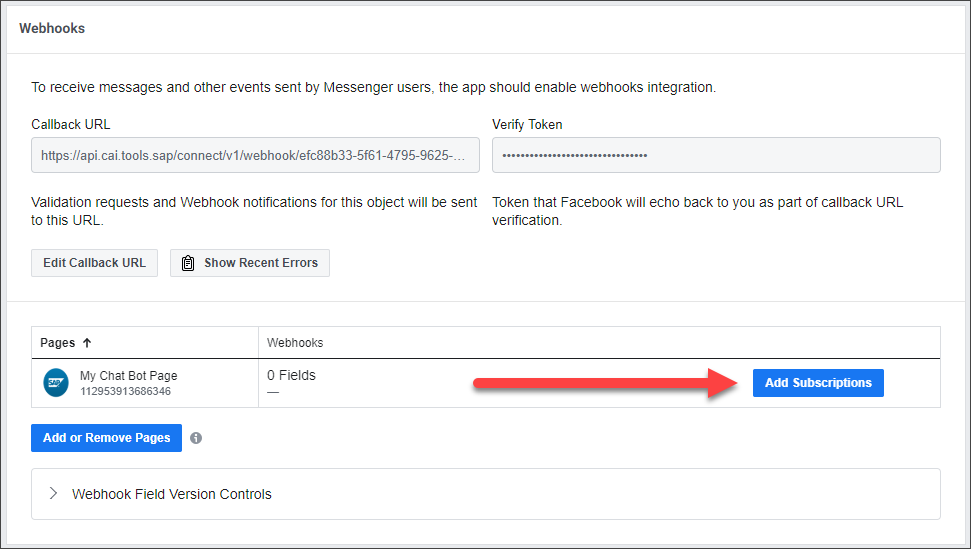 Webhooks
To receive messages and other events sent by Messenger users, the app should enable webhooks integration.
Callback URL
Verify Token
https://api.cai.tools.sap/connect/v1/webhook/efc88b33-5f61-4795-9625-...
••••••••••••••••••••••••••••••••
Validation requests and Webhook notifications for this object will be sent
to this URL.
Token that Facebook will echo back to you as part of callback URL
verification.
Edit Callback URL
Show Recent Errors
Pages ↑
Webhooks
SAP
My Chat Bot Page
112953913686346
0 Fields
—
Add Subscriptions
Add or Remove Pages
Webhook Field Version Controls